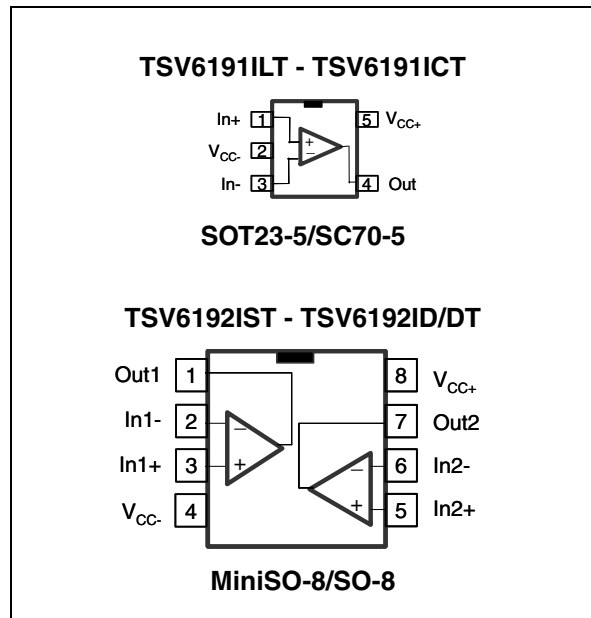 TSV6191ILT - TSV6191ICT
In+ 1 5 VCC+
+
VCC- 2
−
In- 3 4 Out
SOT23-5/SC70-5
TSV6192IST - TSV6192ID/DT
Out1 1 8 VCC+
In1- 2 − 7 Out2
In1+ 3 + − 6 In2-
VCC- 4 + 5 In2+
MiniSO-8/SO-8